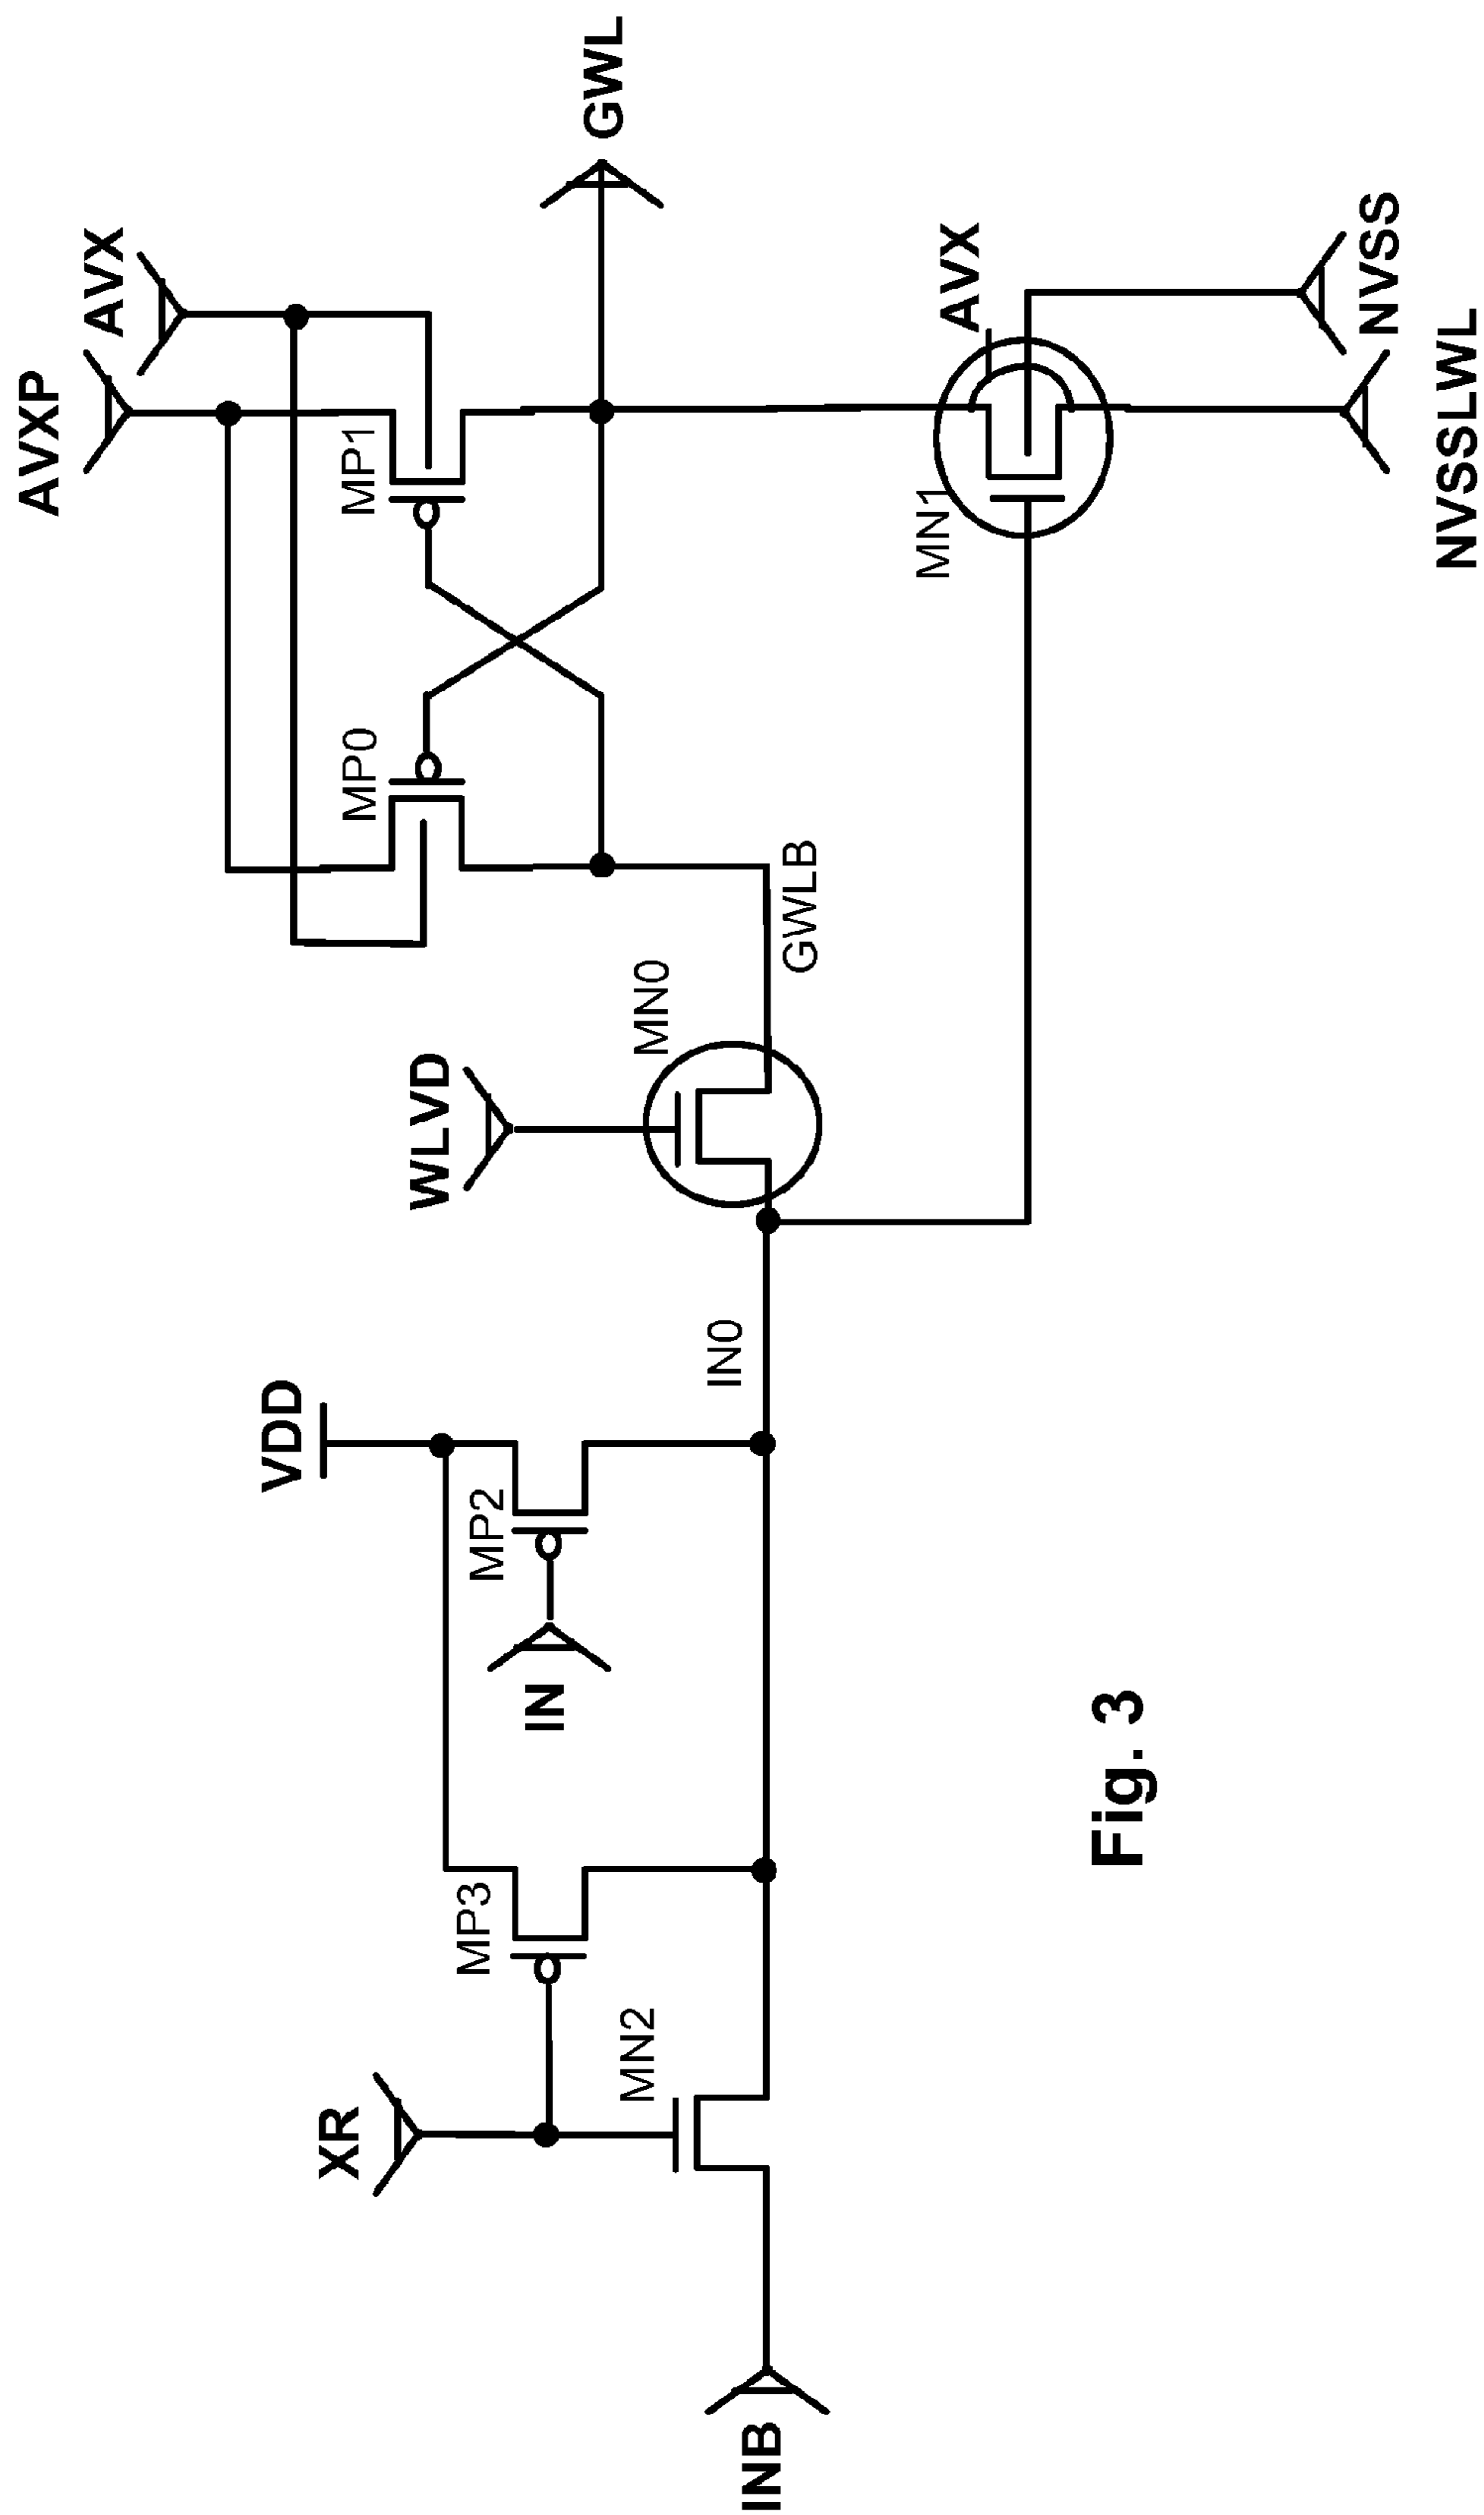 AVXP
AVX
VDD
WLVD
XR
MP0
MP1
MP2
MP3
IN
GWL
MN0
MN2
IN0
GWLB
INB
MN1
AVX
NVSS
NVSSLWL
Fig. 3